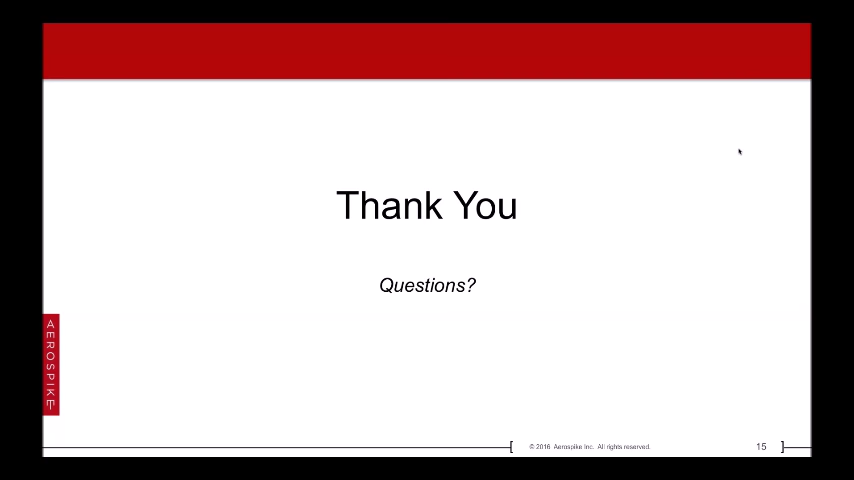 Thank You
Questions?
AEROSPIKE
[ © 2016 Aerospike Inc. All rights reserved. 15 ]